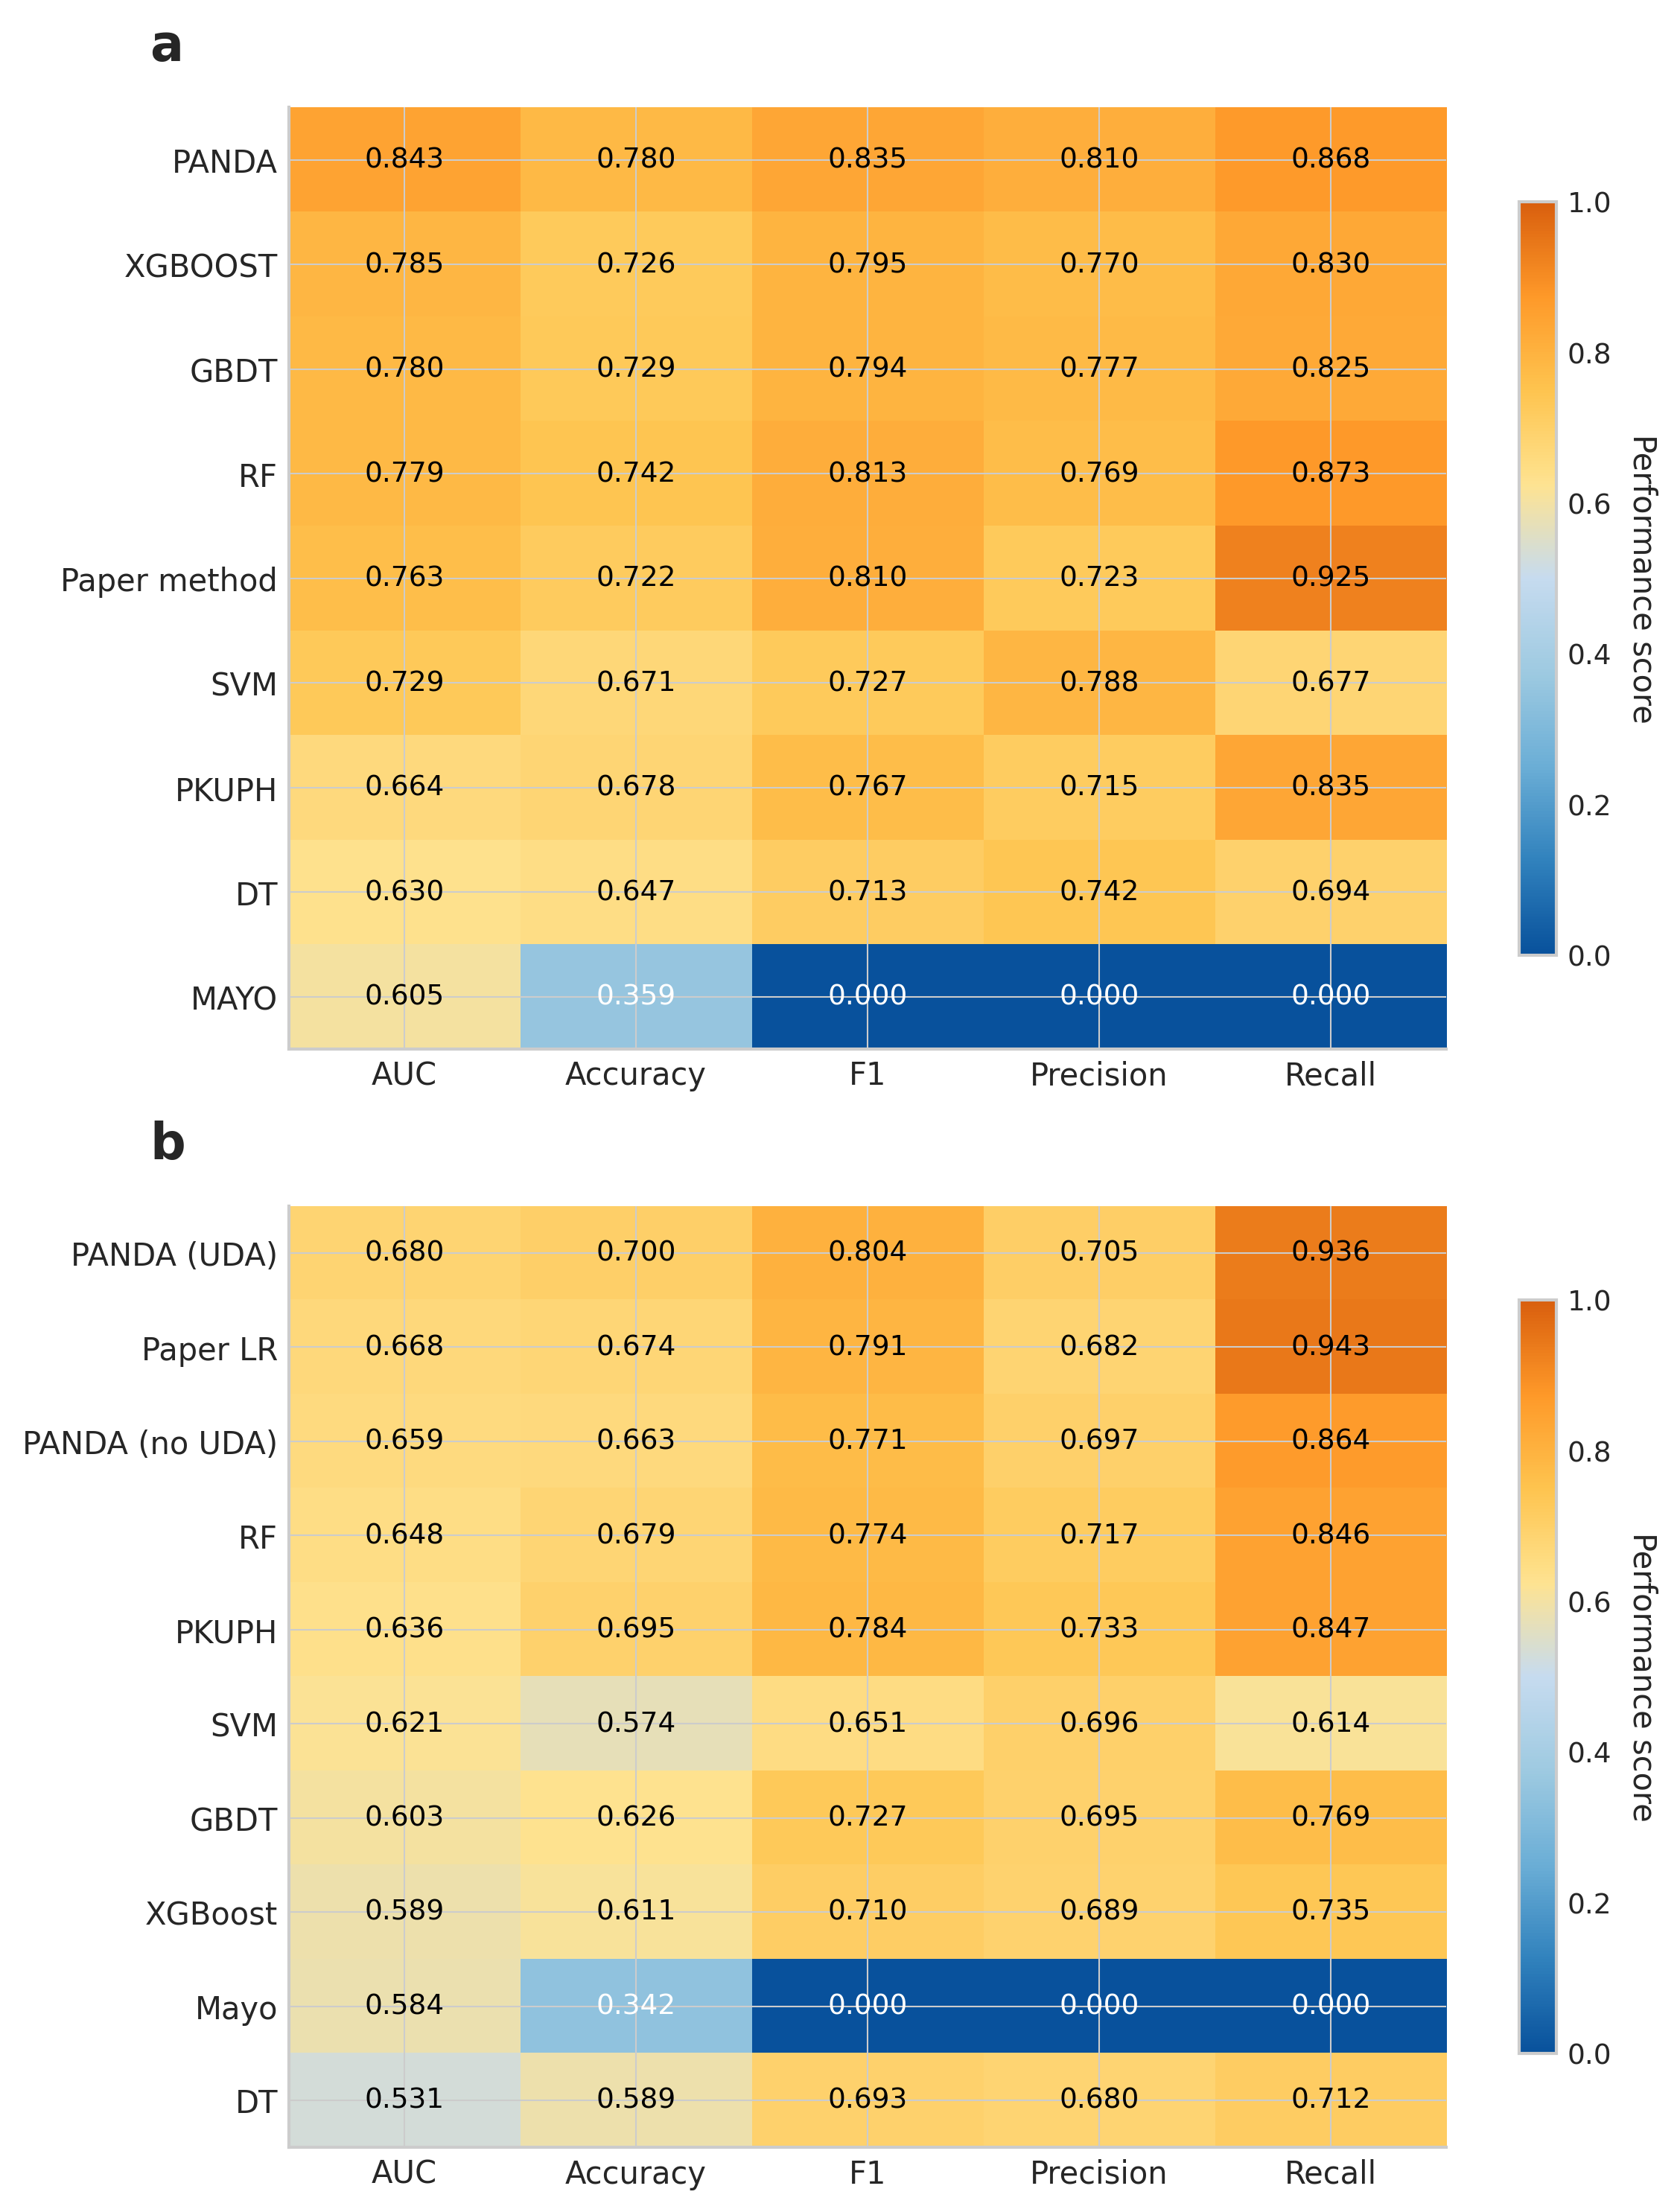 a
PANDA 0.843 0.780 0.835 0.810 0.868
XGBOOST 0.785 0.726 0.795 0.770 0.830
GBDT 0.780 0.729 0.794 0.777 0.825
RF 0.779 0.742 0.813 0.769 0.873
Paper method 0.763 0.722 0.810 0.723 0.925
SVM 0.729 0.671 0.727 0.788 0.677
PKUPH 0.664 0.678 0.767 0.715 0.835
DT 0.630 0.647 0.713 0.742 0.694
MAYO 0.605 0.359 0.000 0.000 0.000
AUC Accuracy F1 Precision Recall
1.0
0.8
0.6
0.4
0.2
0.0
Performance score
b
PANDA (UDA) 0.680 0.700 0.804 0.705 0.936
Paper LR 0.668 0.674 0.791 0.682 0.943
PANDA (no UDA) 0.659 0.663 0.771 0.697 0.864
RF 0.648 0.679 0.774 0.717 0.846
PKUPH 0.636 0.695 0.784 0.733 0.847
SVM 0.621 0.574 0.651 0.696 0.614
GBDT 0.603 0.626 0.727 0.695 0.769
XGBoost 0.589 0.611 0.710 0.689 0.735
Mayo 0.584 0.342 0.000 0.000 0.000
DT 0.531 0.589 0.693 0.680 0.712
AUC Accuracy F1 Precision Recall
1.0
0.8
0.6
0.4
0.2
0.0
Performance score